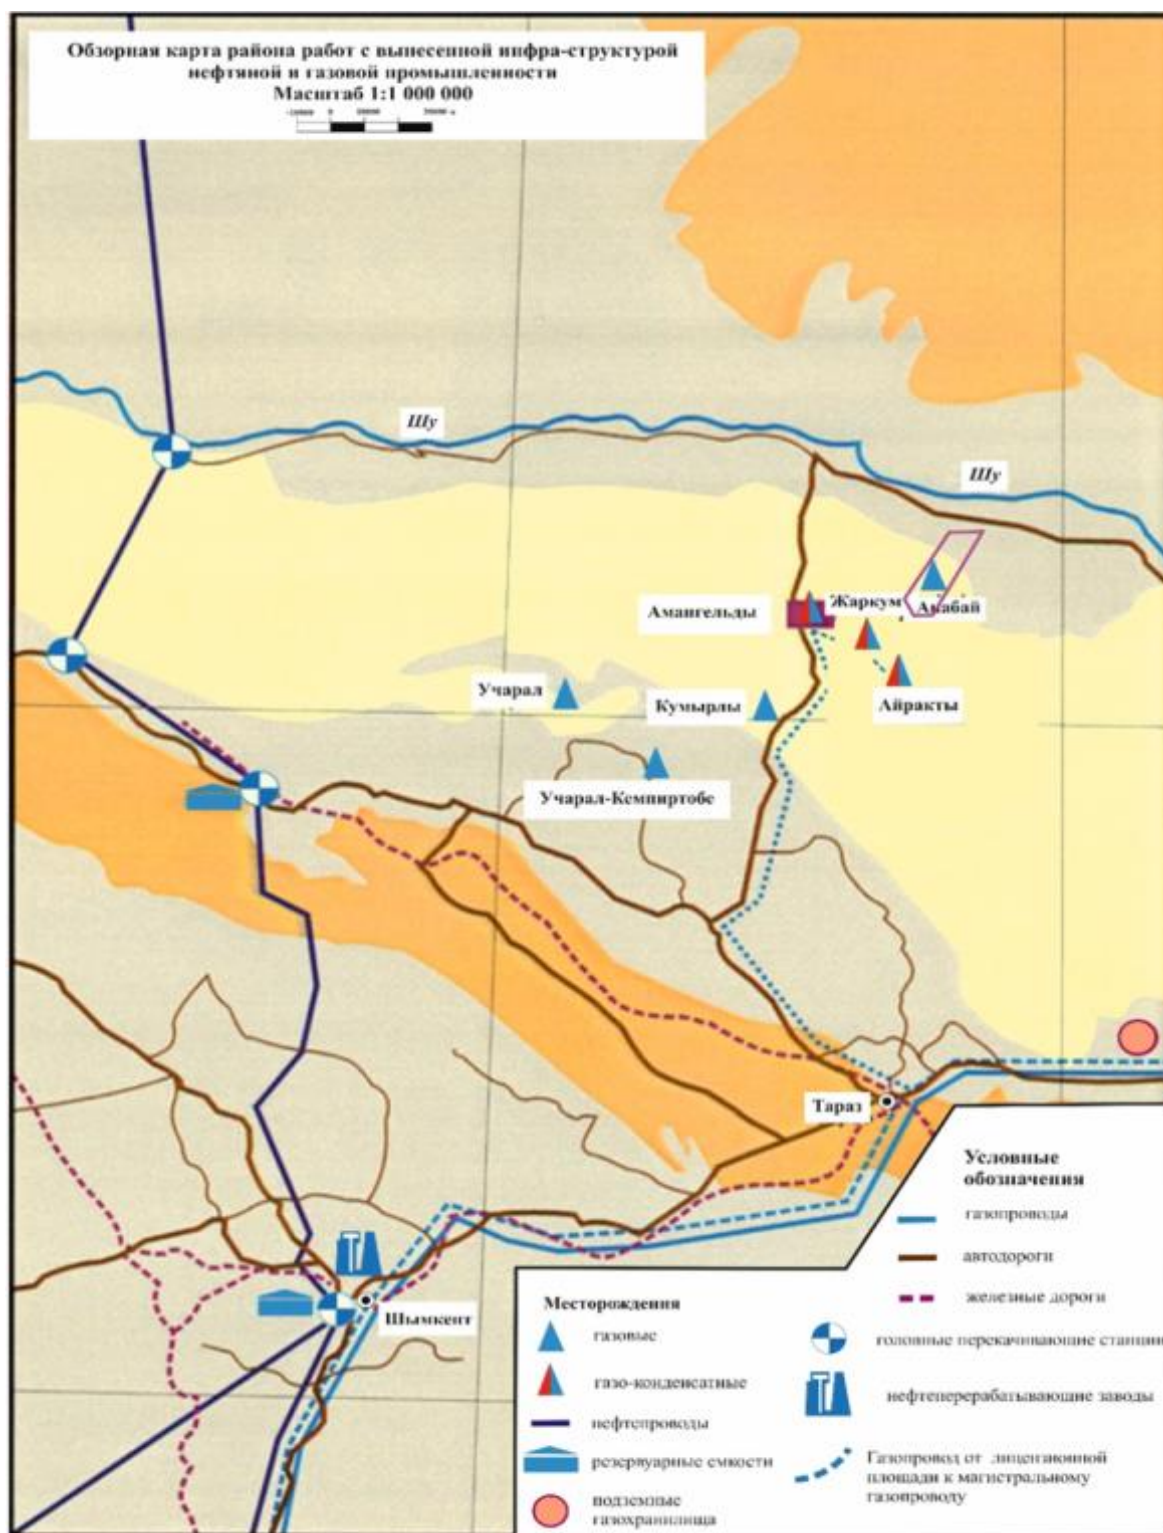 Обзорная карта района работ с вынесенной инфра-структурой
нефтяной и газовой промышленности
Масштаб 1:1 000 000
Шу
Шу
Жаркум
Амангельды
Акабай
Учарал
Кумырлы
Айракты
Учарал-Кемпиртобе
Тараз
Шымкент
Условные
обозначения
газопроводы
автодороги
железные дороги
головные перекачивающие станции
нефтеперерабатывающие заводы
Газопровод от лицензионной
площади к магистральному
газопроводу
Месторождения
газовые
газо-конденсатные
нефтепроводы
резервуарные емкости
подземные
газохранилища